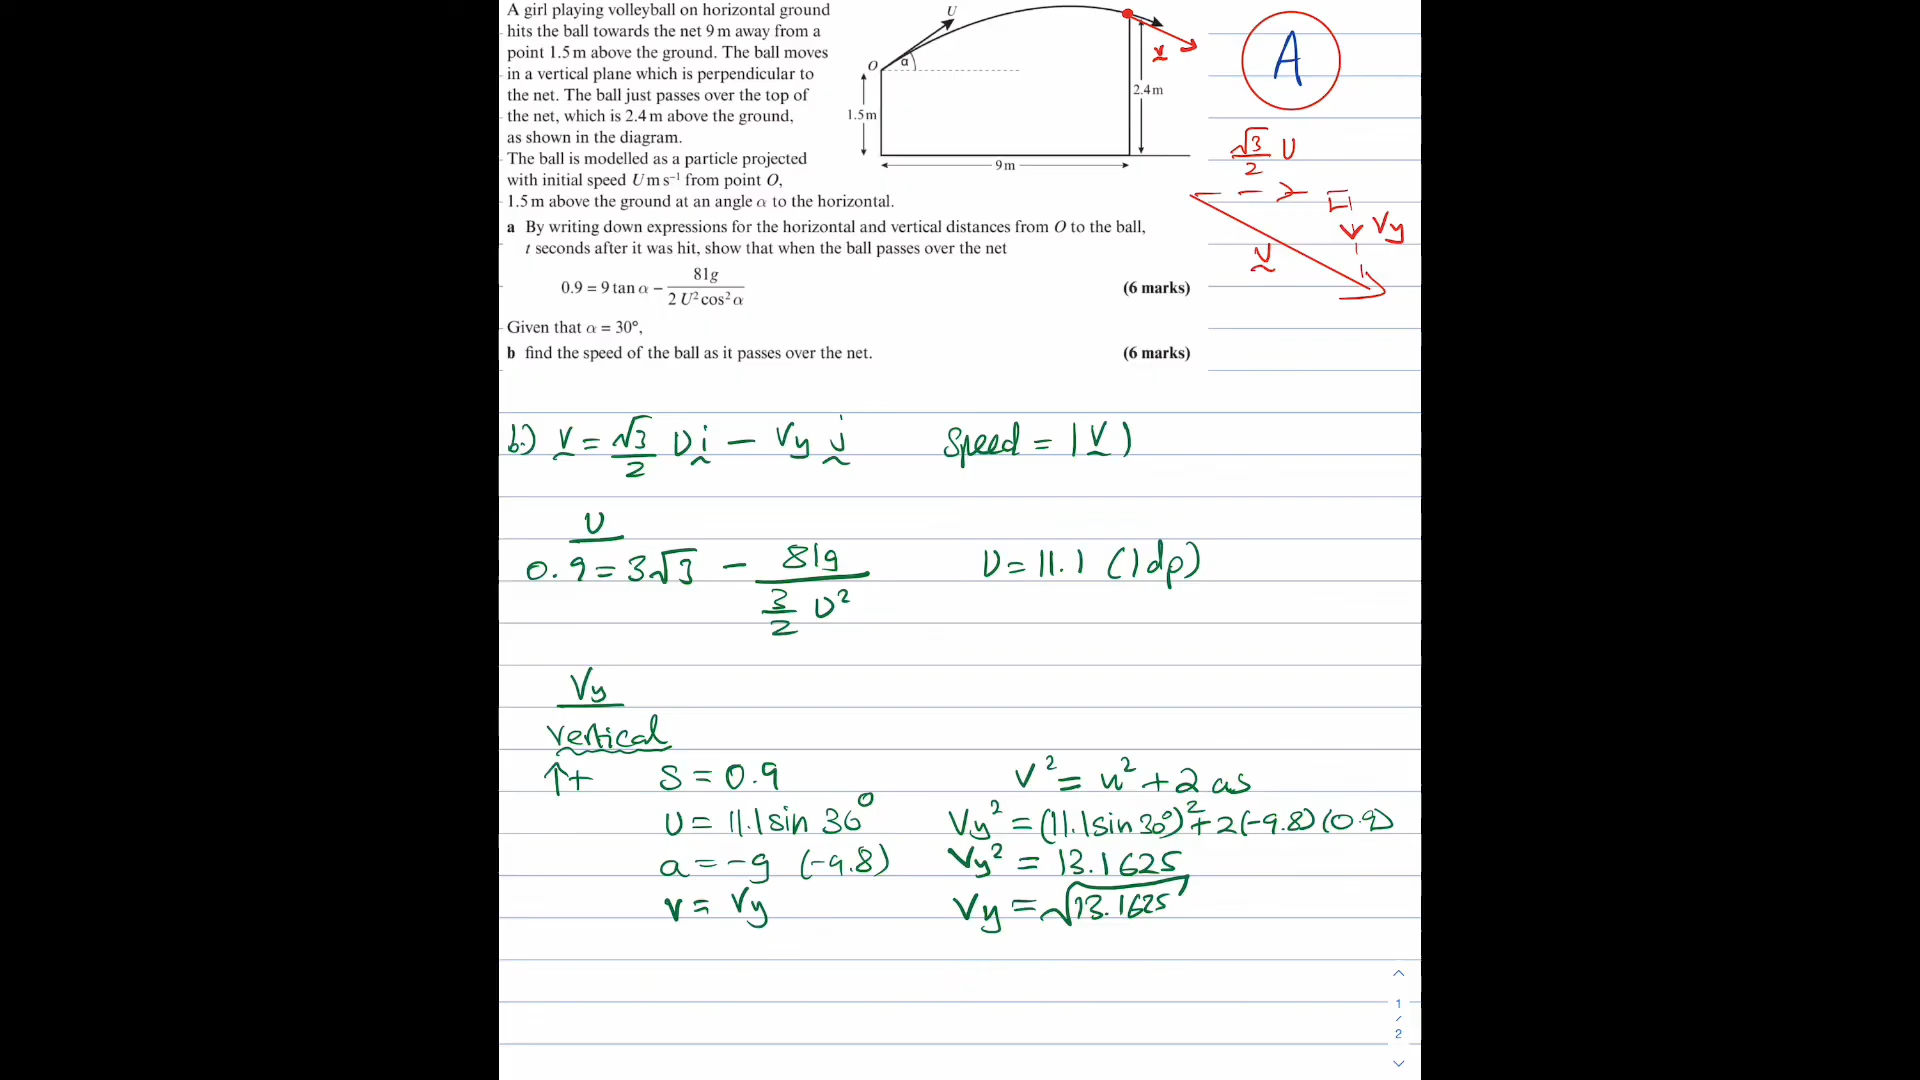 A girl playing volleyball on horizontal ground
hits the ball towards the net 9 m away from a
point 1.5 m above the ground. The ball moves
in a vertical plane which is perpendicular to
the net. The ball just passes over the top of
the net, which is 2.4 m above the ground,
as shown in the diagram.
The ball is modelled as a particle projected
with initial speed U m s⁻¹ from point O,
1.5 m above the ground at an angle α to the horizontal.
U
O
α
1.5 m
2.4 m
9 m
v
A
√3/2 U
Vy
v
a By writing down expressions for the horizontal and vertical distances from O to the ball,
t seconds after it was hit, show that when the ball passes over the net
0.9 = 9 tan α − 81g / 2 U² cos² α (6 marks)
Given that α = 30°,
b find the speed of the ball as it passes over the net. (6 marks)
b.) v = √3/2 U i − Vy j Speed = |v|
U
0.9 = 3√3 − 81g / 3/2 U² U = 11.1 (1dp)
Vy
vertical
↑+ S = 0.9 v² = u² + 2as
U = 11.1 sin 30° Vy² = (11.1 sin 30°)² + 2(-9.8)(0.9)
a = -g (-9.8) Vy² = 13.1625
v = Vy Vy = √13.1625
1
/
2